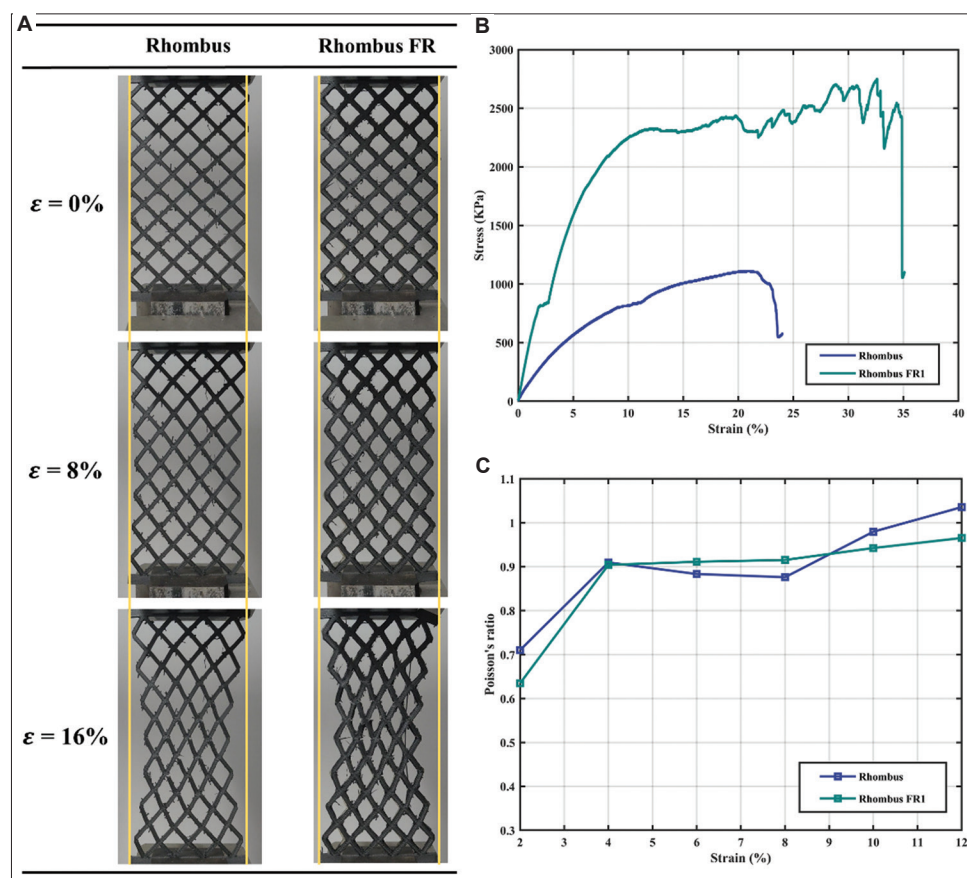 A
Rhombus Rhombus FR
ε = 0%
ε = 8%
ε = 16%
B
3000
2500
2000
1500
1000
500
0
Stress (KPa)
0 5 10 15 20 25 30 35 40
Strain (%)
Rhombus
Rhombus FR1
C
1.1
1
0.9
0.8
0.7
0.6
0.5
0.4
0.3
Poisson's ratio
2 3 4 5 6 7 8 9 10 11 12
Strain (%)
Rhombus
Rhombus FR1